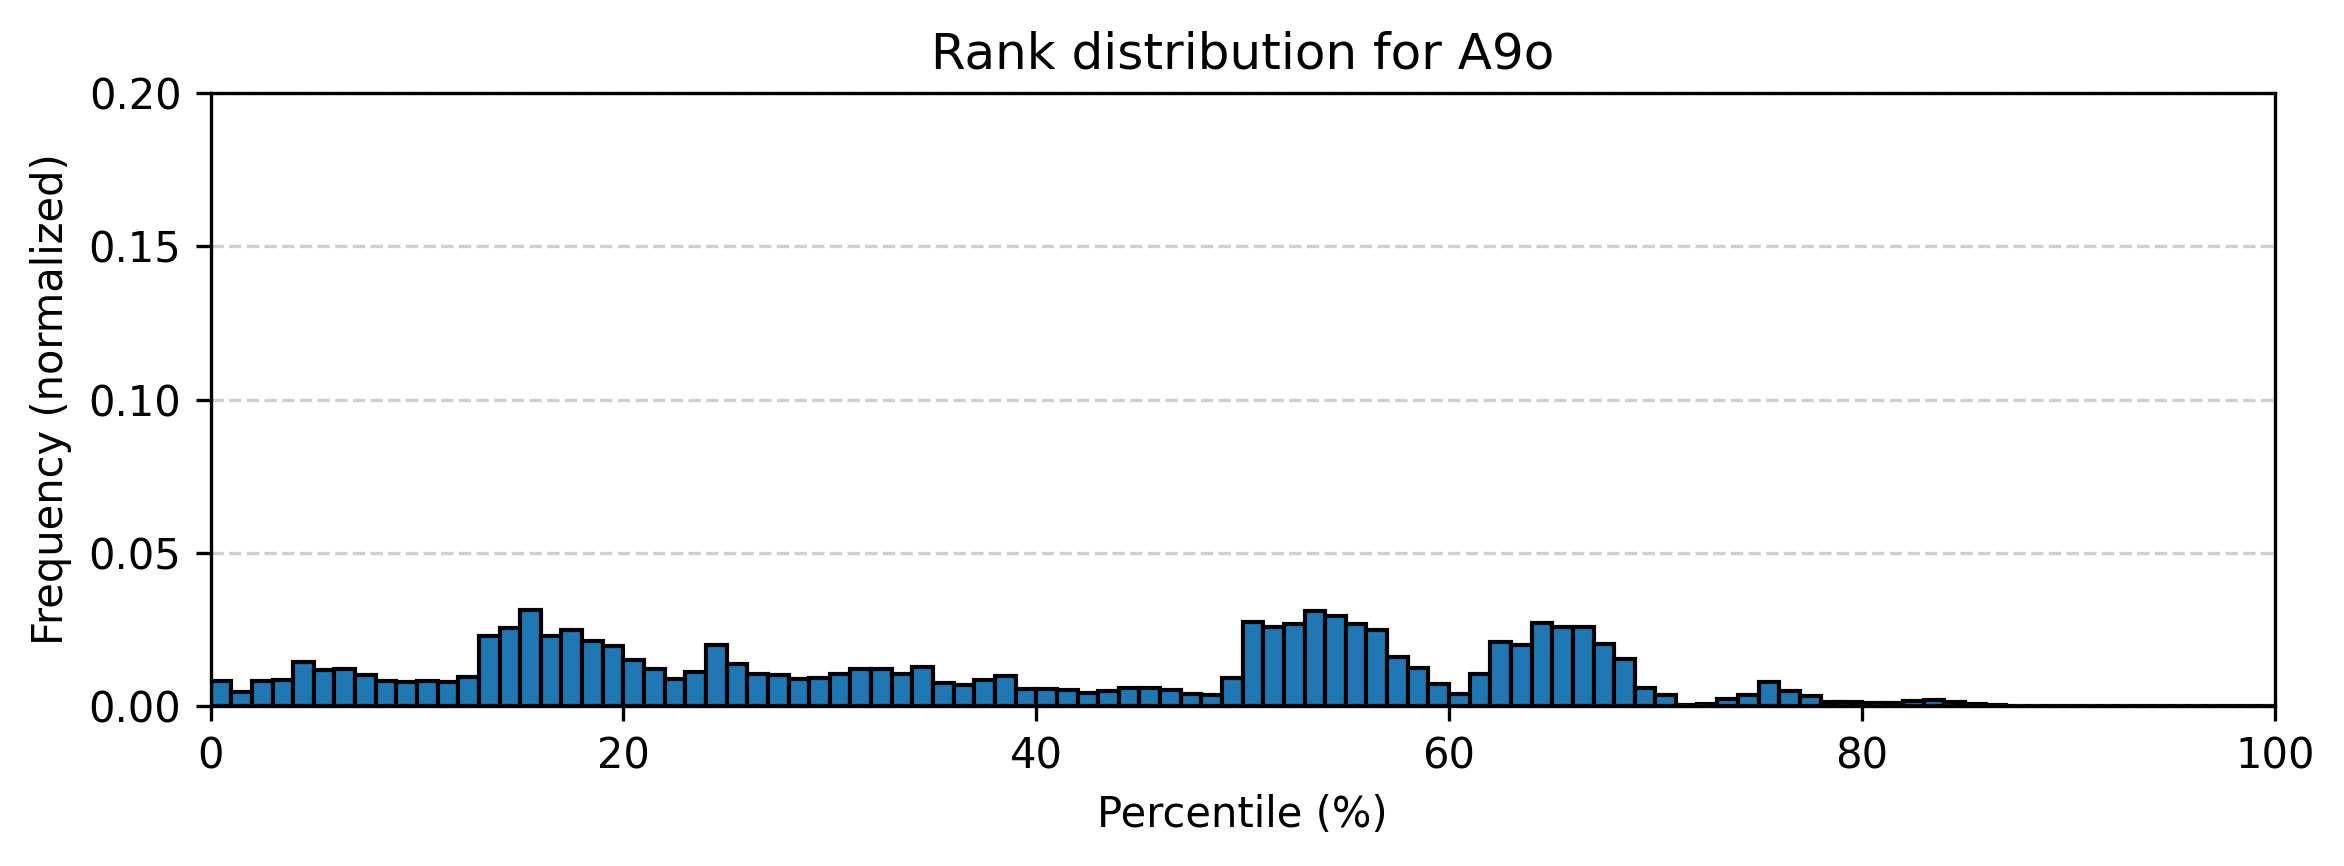 Rank distribution for A9o
0.20
0.15
0.10
0.05
0.00
Frequency (normalized)
0 20 40 60 80 100
Percentile (%)